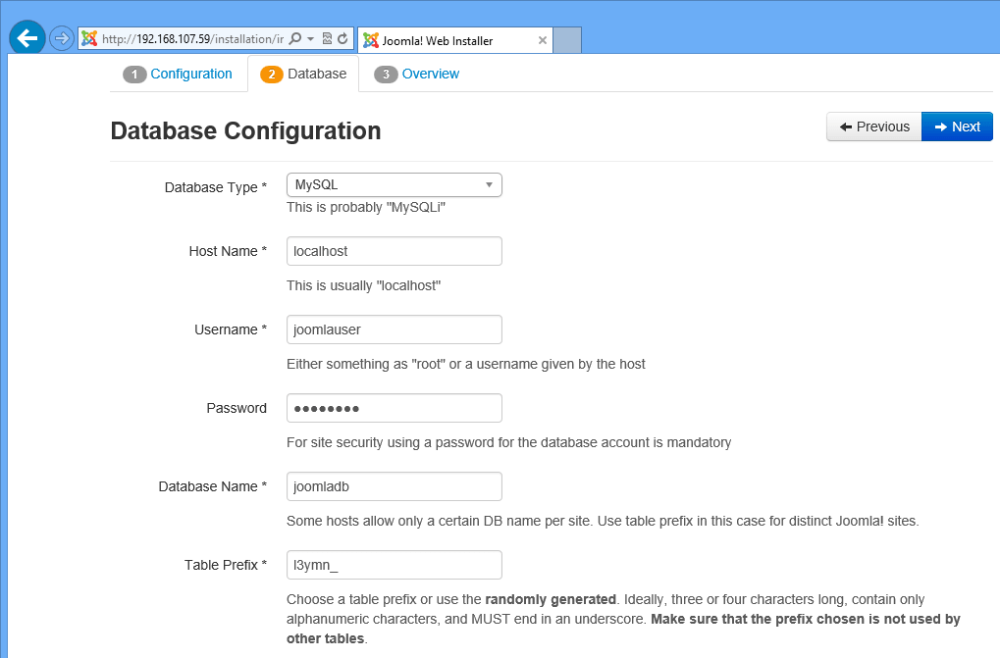 http://192.168.107.59/installation/ir
Joomla! Web Installer
1 Configuration 2 Database 3 Overview
Database Configuration
Previous Next
Database Type * MySQL
This is probably "MySQLi"
Host Name * localhost
This is usually "localhost"
Username * joomlauser
Either something as "root" or a username given by the host
Password ●●●●●●●●
For site security using a password for the database account is mandatory
Database Name * joomladb
Some hosts allow only a certain DB name per site. Use table prefix in this case for distinct Joomla! sites.
Table Prefix * l3ymn_
Choose a table prefix or use the randomly generated. Ideally, three or four characters long, contain only
alphanumeric characters, and MUST end in an underscore. Make sure that the prefix chosen is not used by
other tables.